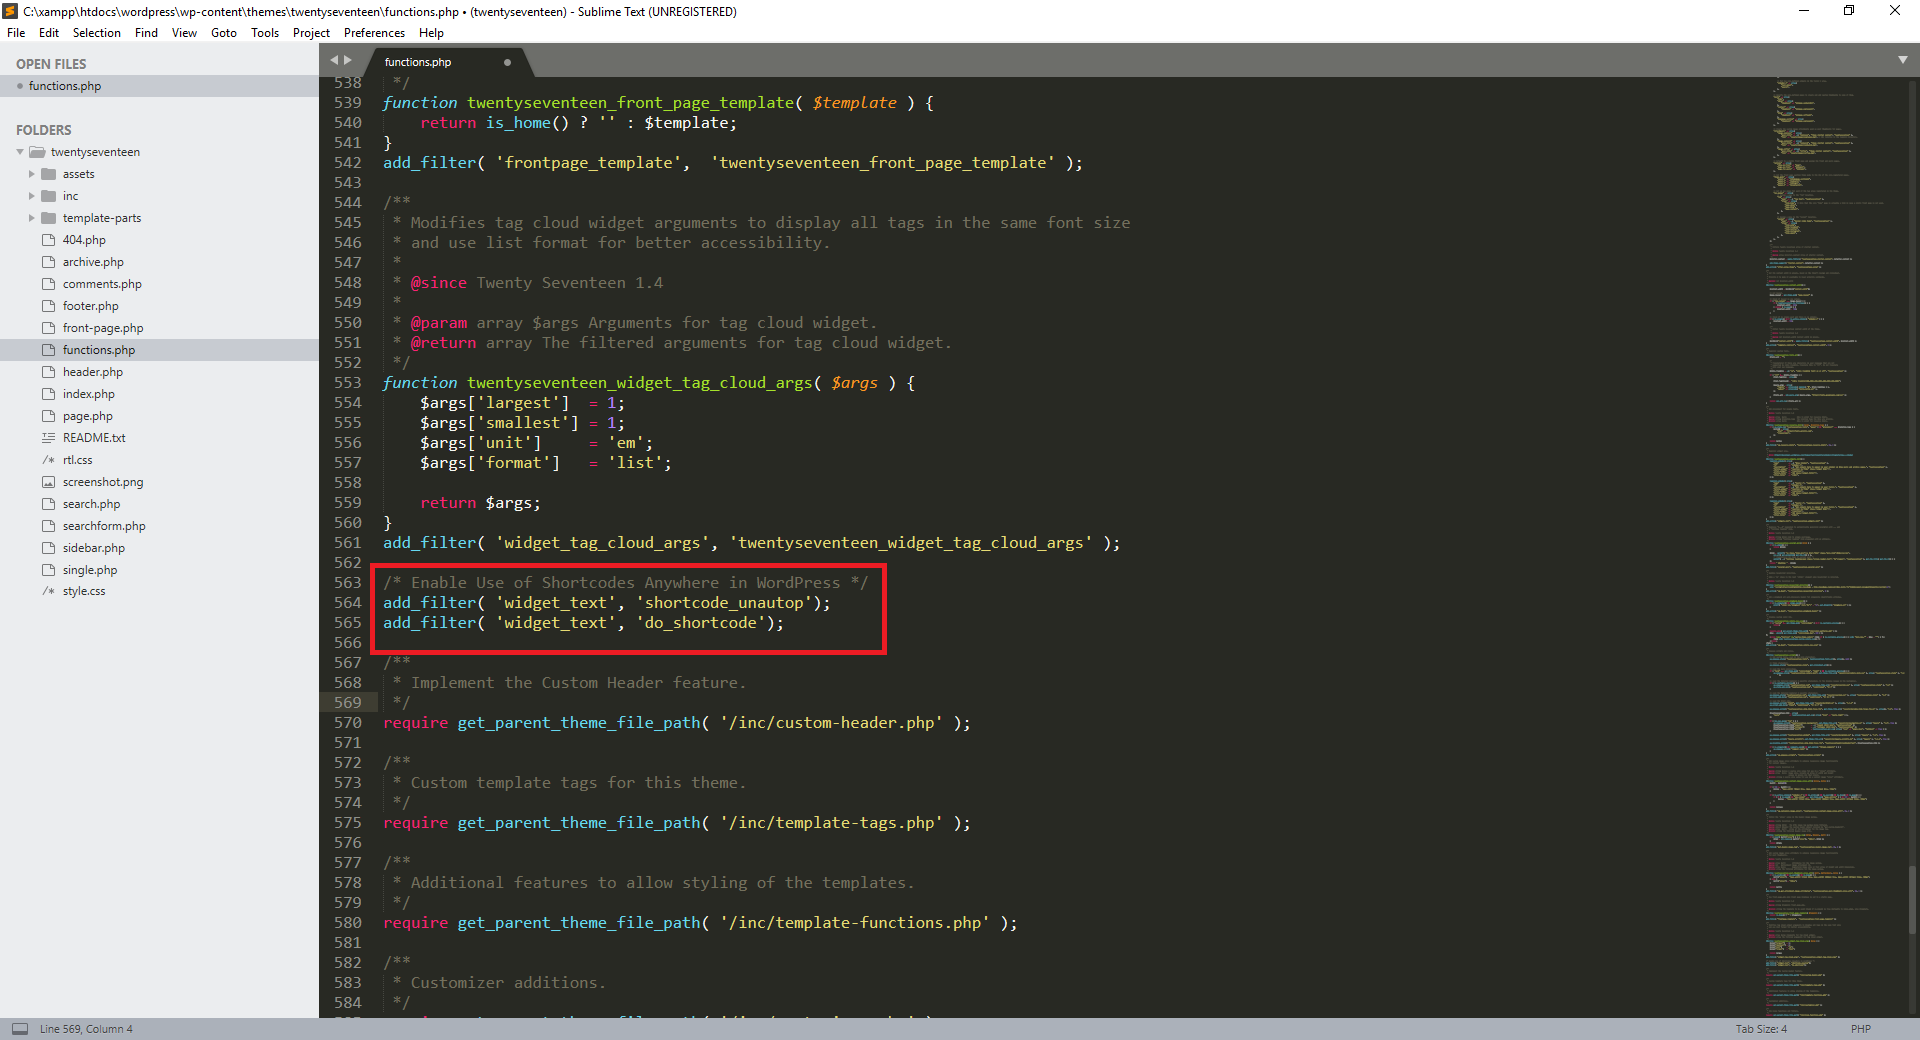 C:\xampp\htdocs\wordpress\wp-content\themes\twentyseventeen\functions.php • (twentyseventeen) - Sublime Text (UNREGISTERED)
File Edit Selection Find View Goto Tools Project Preferences Help
OPEN FILES
functions.php
FOLDERS
twentyseventeen
assets
inc
template-parts
404.php
archive.php
comments.php
footer.php
front-page.php
functions.php
header.php
index.php
page.php
README.txt
/* rtl.css
screenshot.png
search.php
searchform.php
sidebar.php
single.php
/* style.css
functions.php
538 */
539 function twentyseventeen_front_page_template( $template ) {
540 return is_home() ? '' : $template;
541 }
542 add_filter( 'frontpage_template',  'twentyseventeen_front_page_template' );
543
544 /**
545 * Modifies tag cloud widget arguments to display all tags in the same font size
546 * and use list format for better accessibility.
547 *
548 * @since Twenty Seventeen 1.4
549 *
550 * @param array $args Arguments for tag cloud widget.
551 * @return array The filtered arguments for tag cloud widget.
552 */
553 function twentyseventeen_widget_tag_cloud_args( $args ) {
554 $args['largest']  = 1;
555 $args['smallest'] = 1;
556 $args['unit']     = 'em';
557 $args['format']   = 'list';
558
559 return $args;
560 }
561 add_filter( 'widget_tag_cloud_args', 'twentyseventeen_widget_tag_cloud_args' );
562
563 /* Enable Use of Shortcodes Anywhere in WordPress */
564 add_filter( 'widget_text', 'shortcode_unautop');
565 add_filter( 'widget_text', 'do_shortcode');
566
567 /**
568 * Implement the Custom Header feature.
569 */
570 require get_parent_theme_file_path( '/inc/custom-header.php' );
571
572 /**
573 * Custom template tags for this theme.
574 */
575 require get_parent_theme_file_path( '/inc/template-tags.php' );
576
577 /**
578 * Additional features to allow styling of the templates.
579 */
580 require get_parent_theme_file_path( '/inc/template-functions.php' );
581
582 /**
583 * Customizer additions.
584 */
Line 569, Column 4
Tab Size: 4
PHP